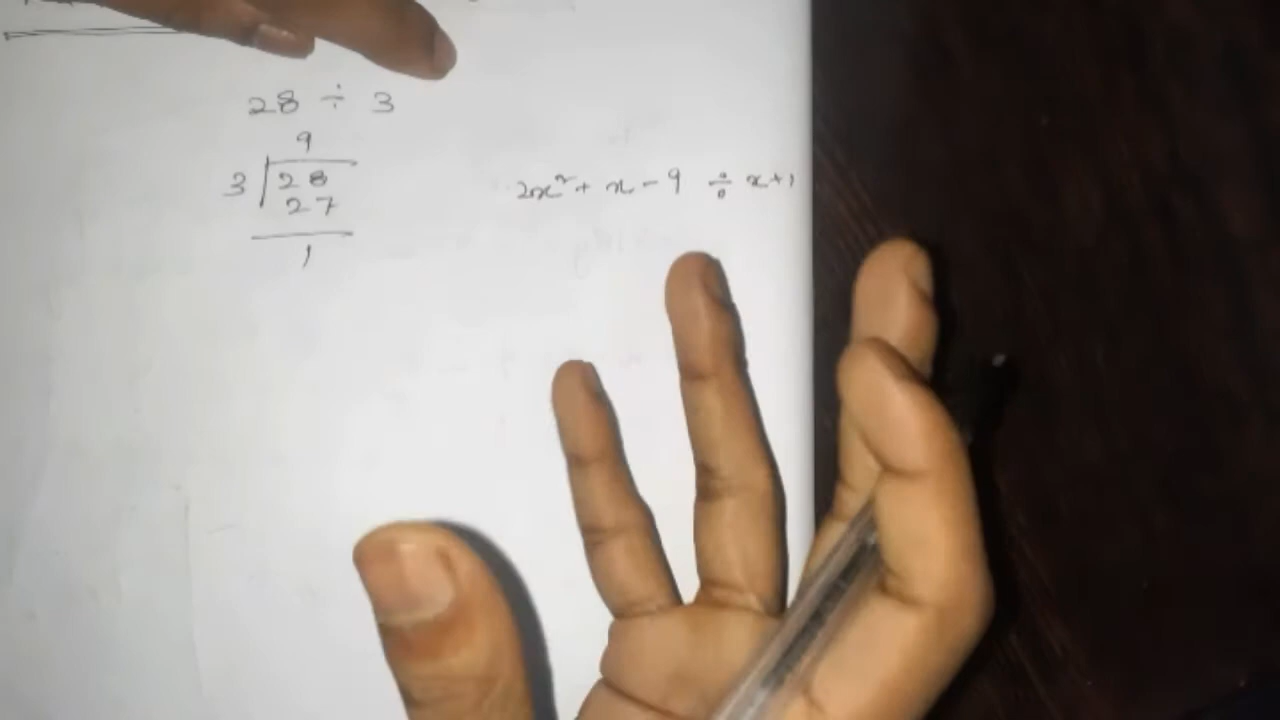 28 ÷ 3
9
3 28
27
1
2x² + x - 9 ÷ x+1